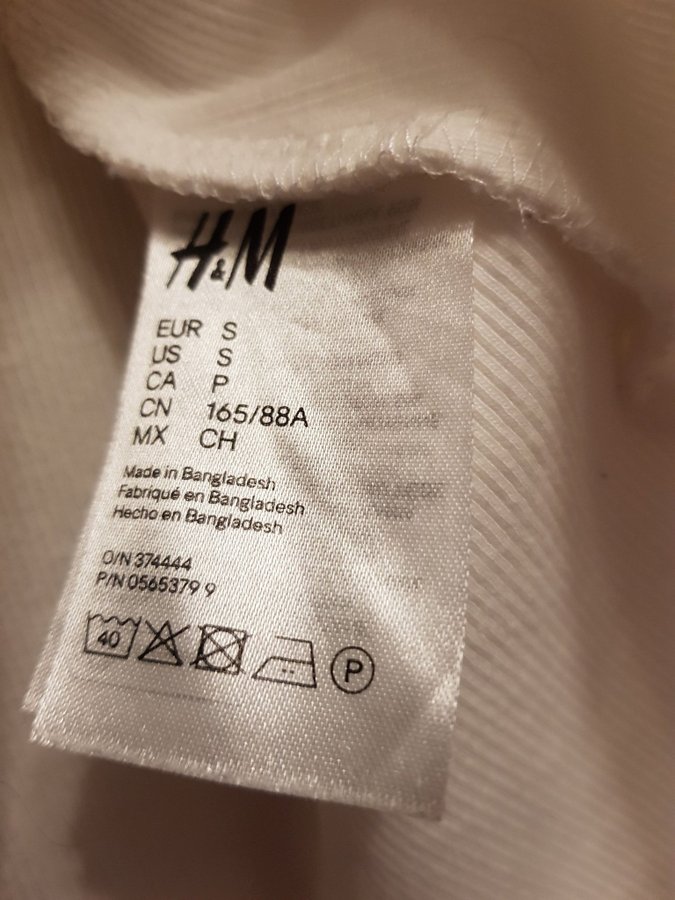 H&M
EUR S
US S
CA P
CN 165/88A
MX CH
Made in Bangladesh
Fabriqué en Bangladesh
Hecho en Bangladesh
O/N 374444
P/N 0565379 9
40
P